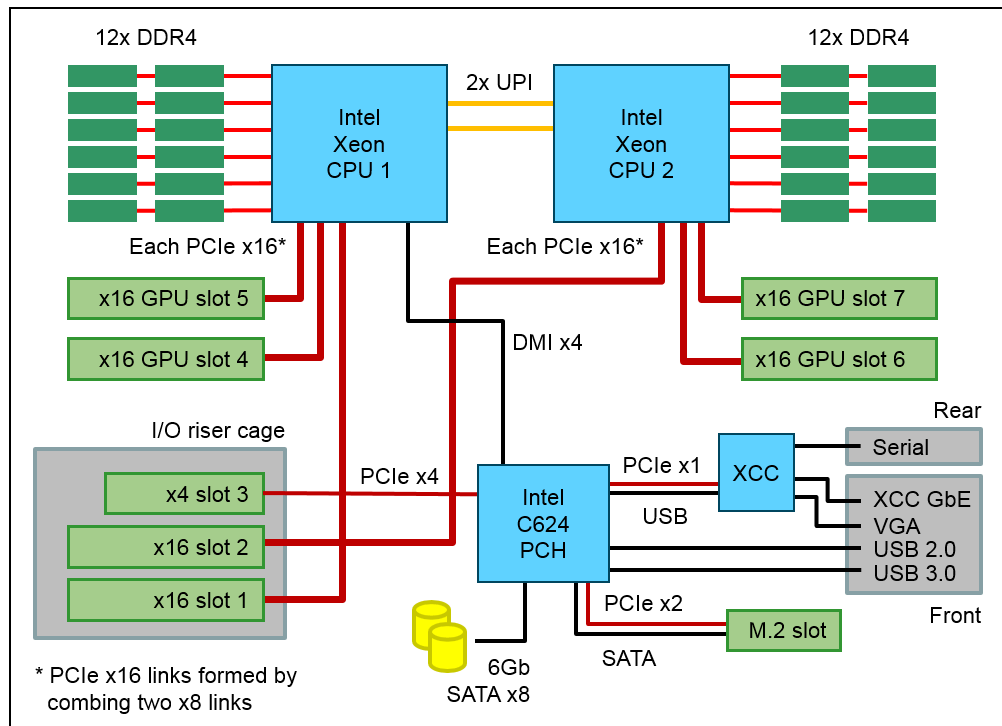 12x DDR4
12x DDR4
2x UPI
Intel
Xeon
CPU 1
Intel
Xeon
CPU 2
Each PCIe x16*
Each PCIe x16*
x16 GPU slot 5
x16 GPU slot 7
x16 GPU slot 4
DMI x4
x16 GPU slot 6
I/O riser cage
Rear
Serial
x4 slot 3
PCIe x4
Intel
C624
PCH
PCIe x1
USB
XCC
XCC GbE
VGA
USB 2.0
USB 3.0
x16 slot 2
x16 slot 1
Front
PCIe x2
M.2 slot
SATA
6Gb
SATA x8
* PCIe x16 links formed by
combing two x8 links